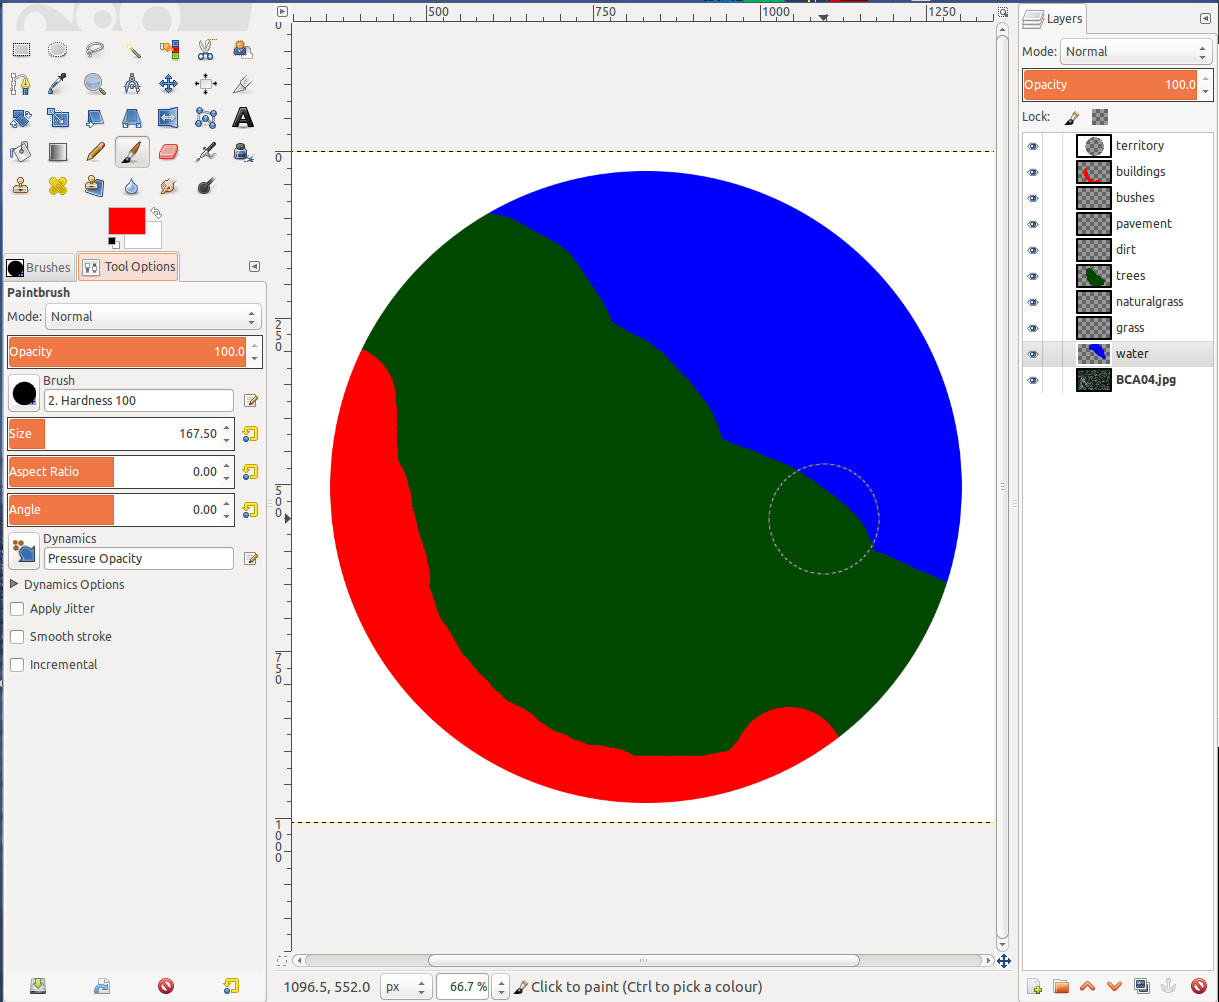 500
750
1000
1250
0
0
250
500
750
1000
Brushes
Tool Options
Paintbrush
Mode: Normal
Opacity 100.0
Brush
2. Hardness 100
Size 167.50
Aspect Ratio 0.00
Angle 0.00
Dynamics
Pressure Opacity
Dynamics Options
Apply Jitter
Smooth stroke
Incremental
1096.5, 552.0 px 66.7 % Click to paint (Ctrl to pick a colour)
Layers
Mode: Normal
Opacity 100.0
Lock:
territory
buildings
bushes
pavement
dirt
trees
naturalgrass
grass
water
BCA04.jpg